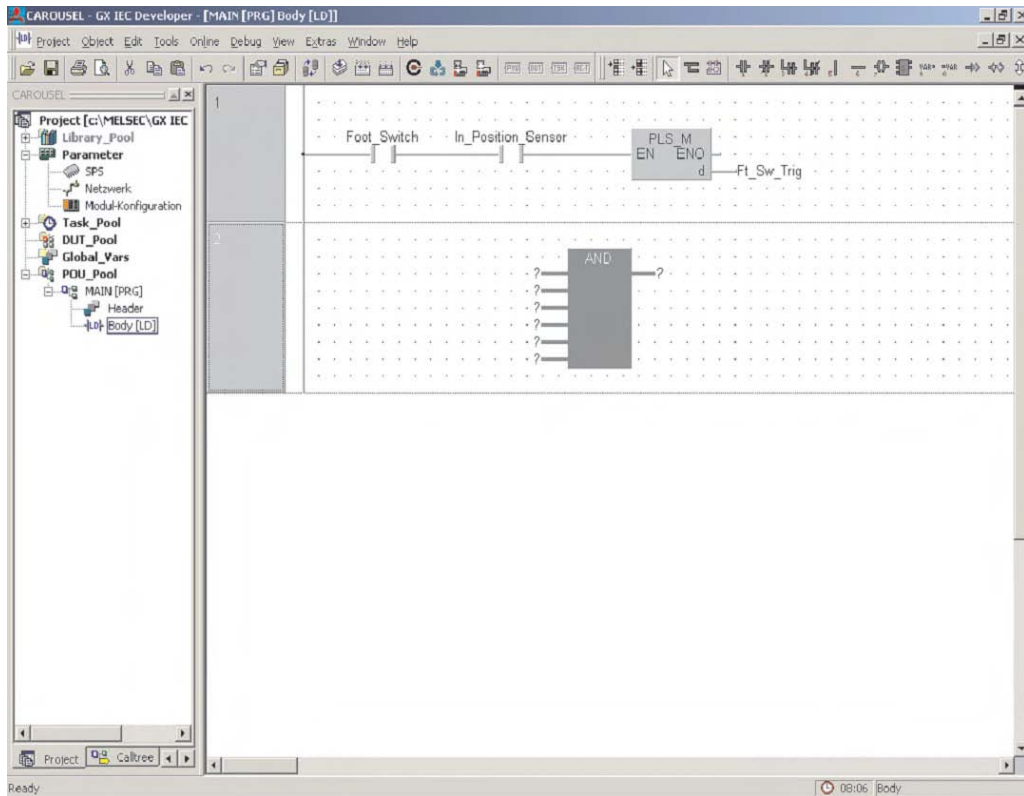 CAROUSEL - GX IEC Developer - [MAIN [PRG] Body [LD]]
Project Object Edit Tools Online Debug View Extras Window Help
CAROUSEL
Project [c:\MELSEC\GX IEC
Library_Pool
Parameter
SPS
Netzwerk
Modul-Konfiguration
Task_Pool
DUT_Pool
Global_Vars
POU_Pool
MAIN [PRG]
Header
Body [LD]
Project Calltree
1
Foot_Switch In_Position_Sensor
PLS_M
EN ENO
d Ft_Sw_Trig
2
AND
? ?
?
?
?
?
?
Ready 08:06 Body